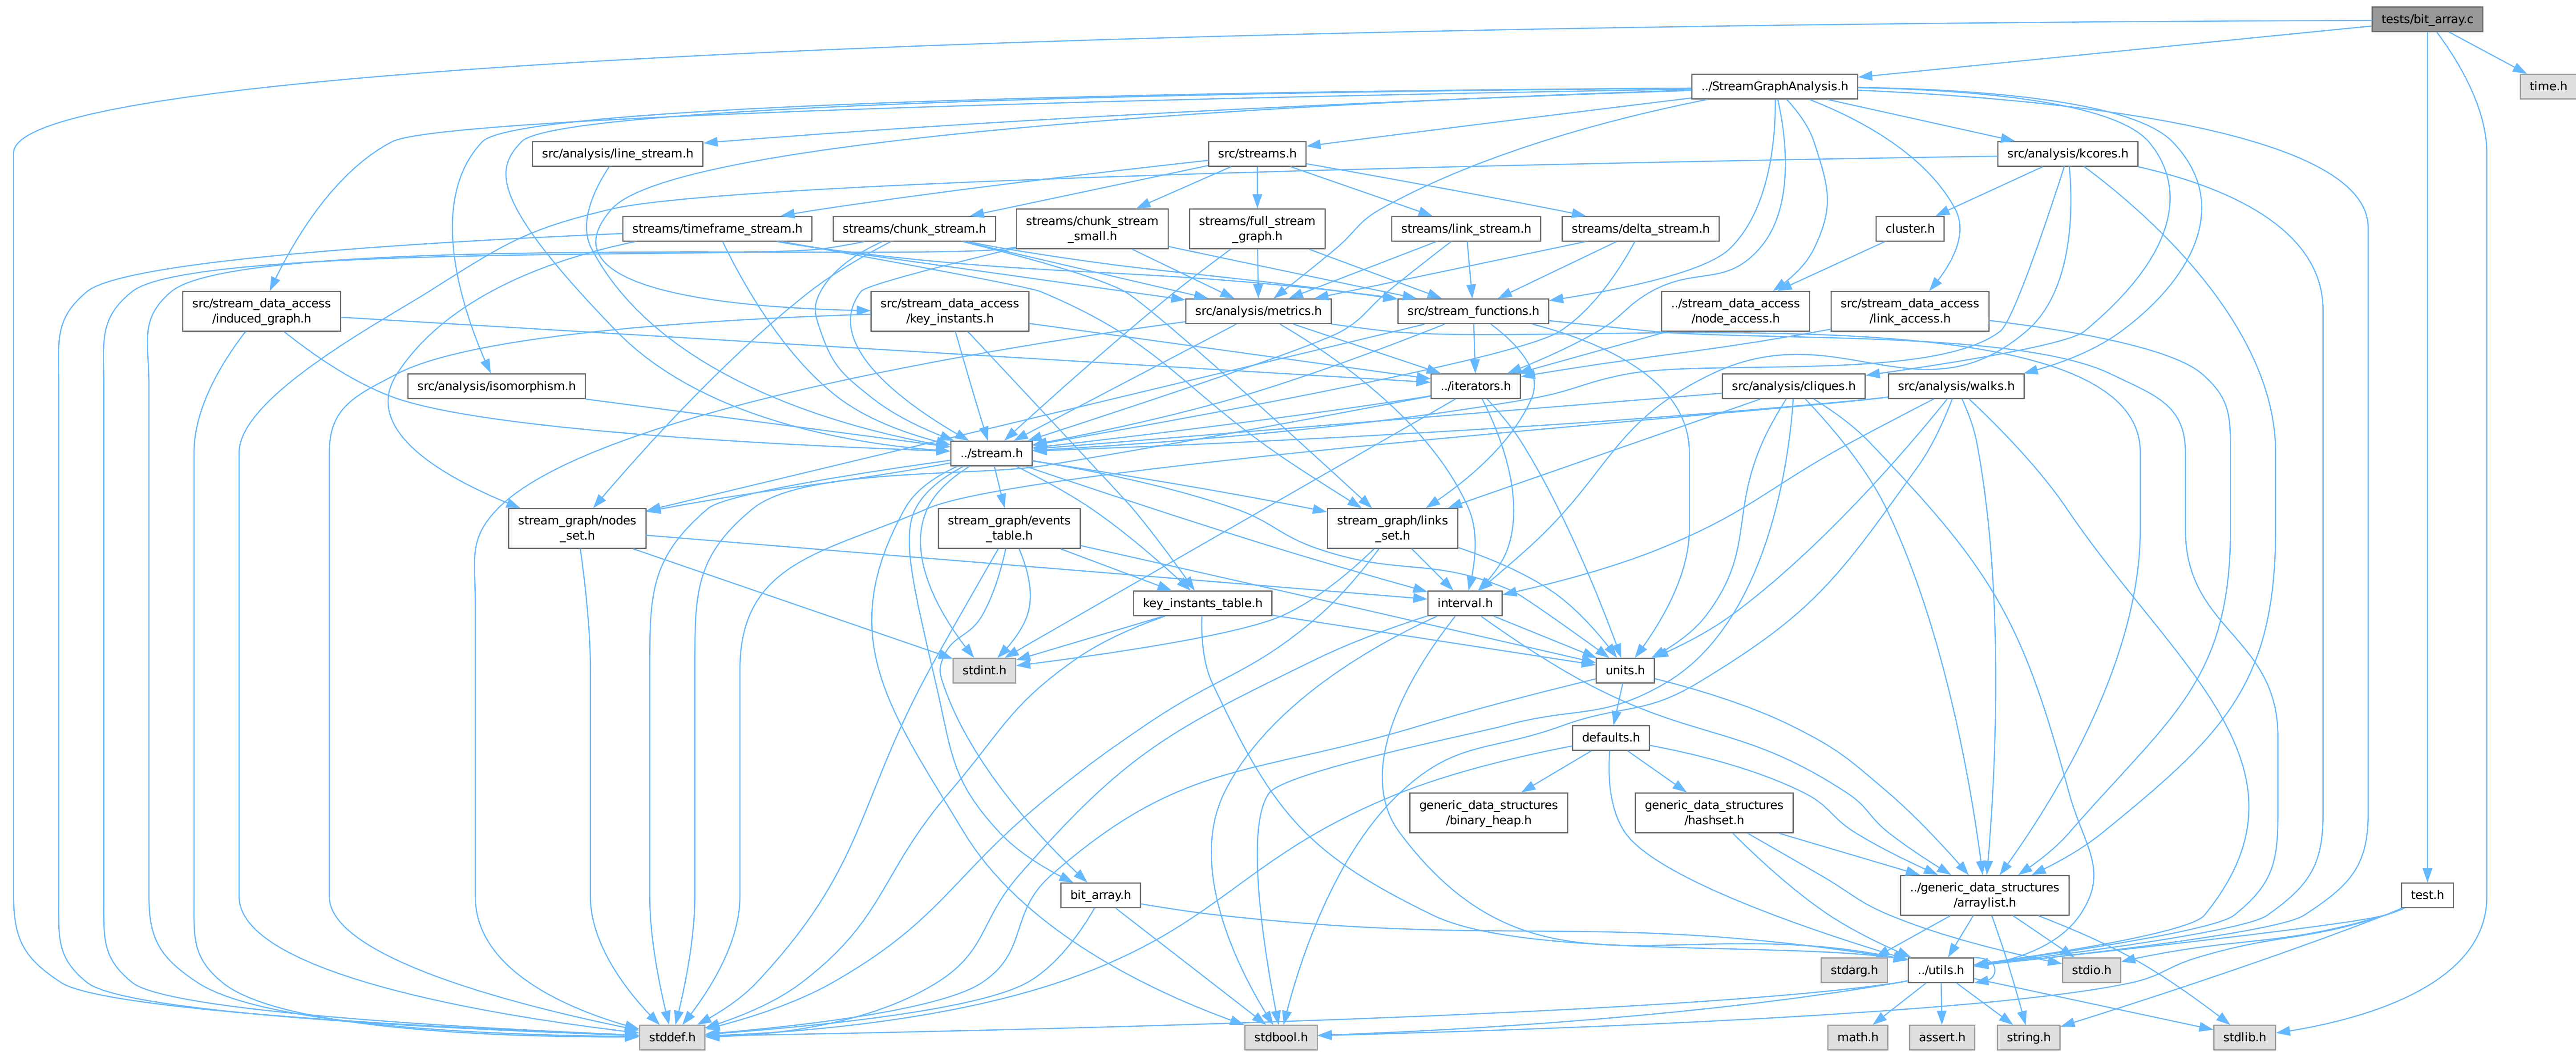 tests/bit_array.c
../StreamGraphAnalysis.h
time.h
src/analysis/line_stream.h
src/streams.h
src/analysis/kcores.h
streams/timeframe_stream.h
streams/chunk_stream.h
streams/chunk_stream
_small.h
streams/full_stream
_graph.h
streams/link_stream.h
streams/delta_stream.h
cluster.h
src/stream_data_access
/induced_graph.h
src/stream_data_access
/key_instants.h
src/analysis/metrics.h
src/stream_functions.h
../stream_data_access
/node_access.h
src/stream_data_access
/link_access.h
src/analysis/isomorphism.h
../iterators.h
src/analysis/cliques.h
src/analysis/walks.h
../stream.h
stream_graph/nodes
_set.h
stream_graph/events
_table.h
stream_graph/links
_set.h
key_instants_table.h
interval.h
stdint.h
units.h
defaults.h
generic_data_structures
/binary_heap.h
generic_data_structures
/hashset.h
bit_array.h
../generic_data_structures
/arraylist.h
test.h
stdarg.h
../utils.h
stdio.h
stddef.h
stdbool.h
math.h
assert.h
string.h
stdlib.h